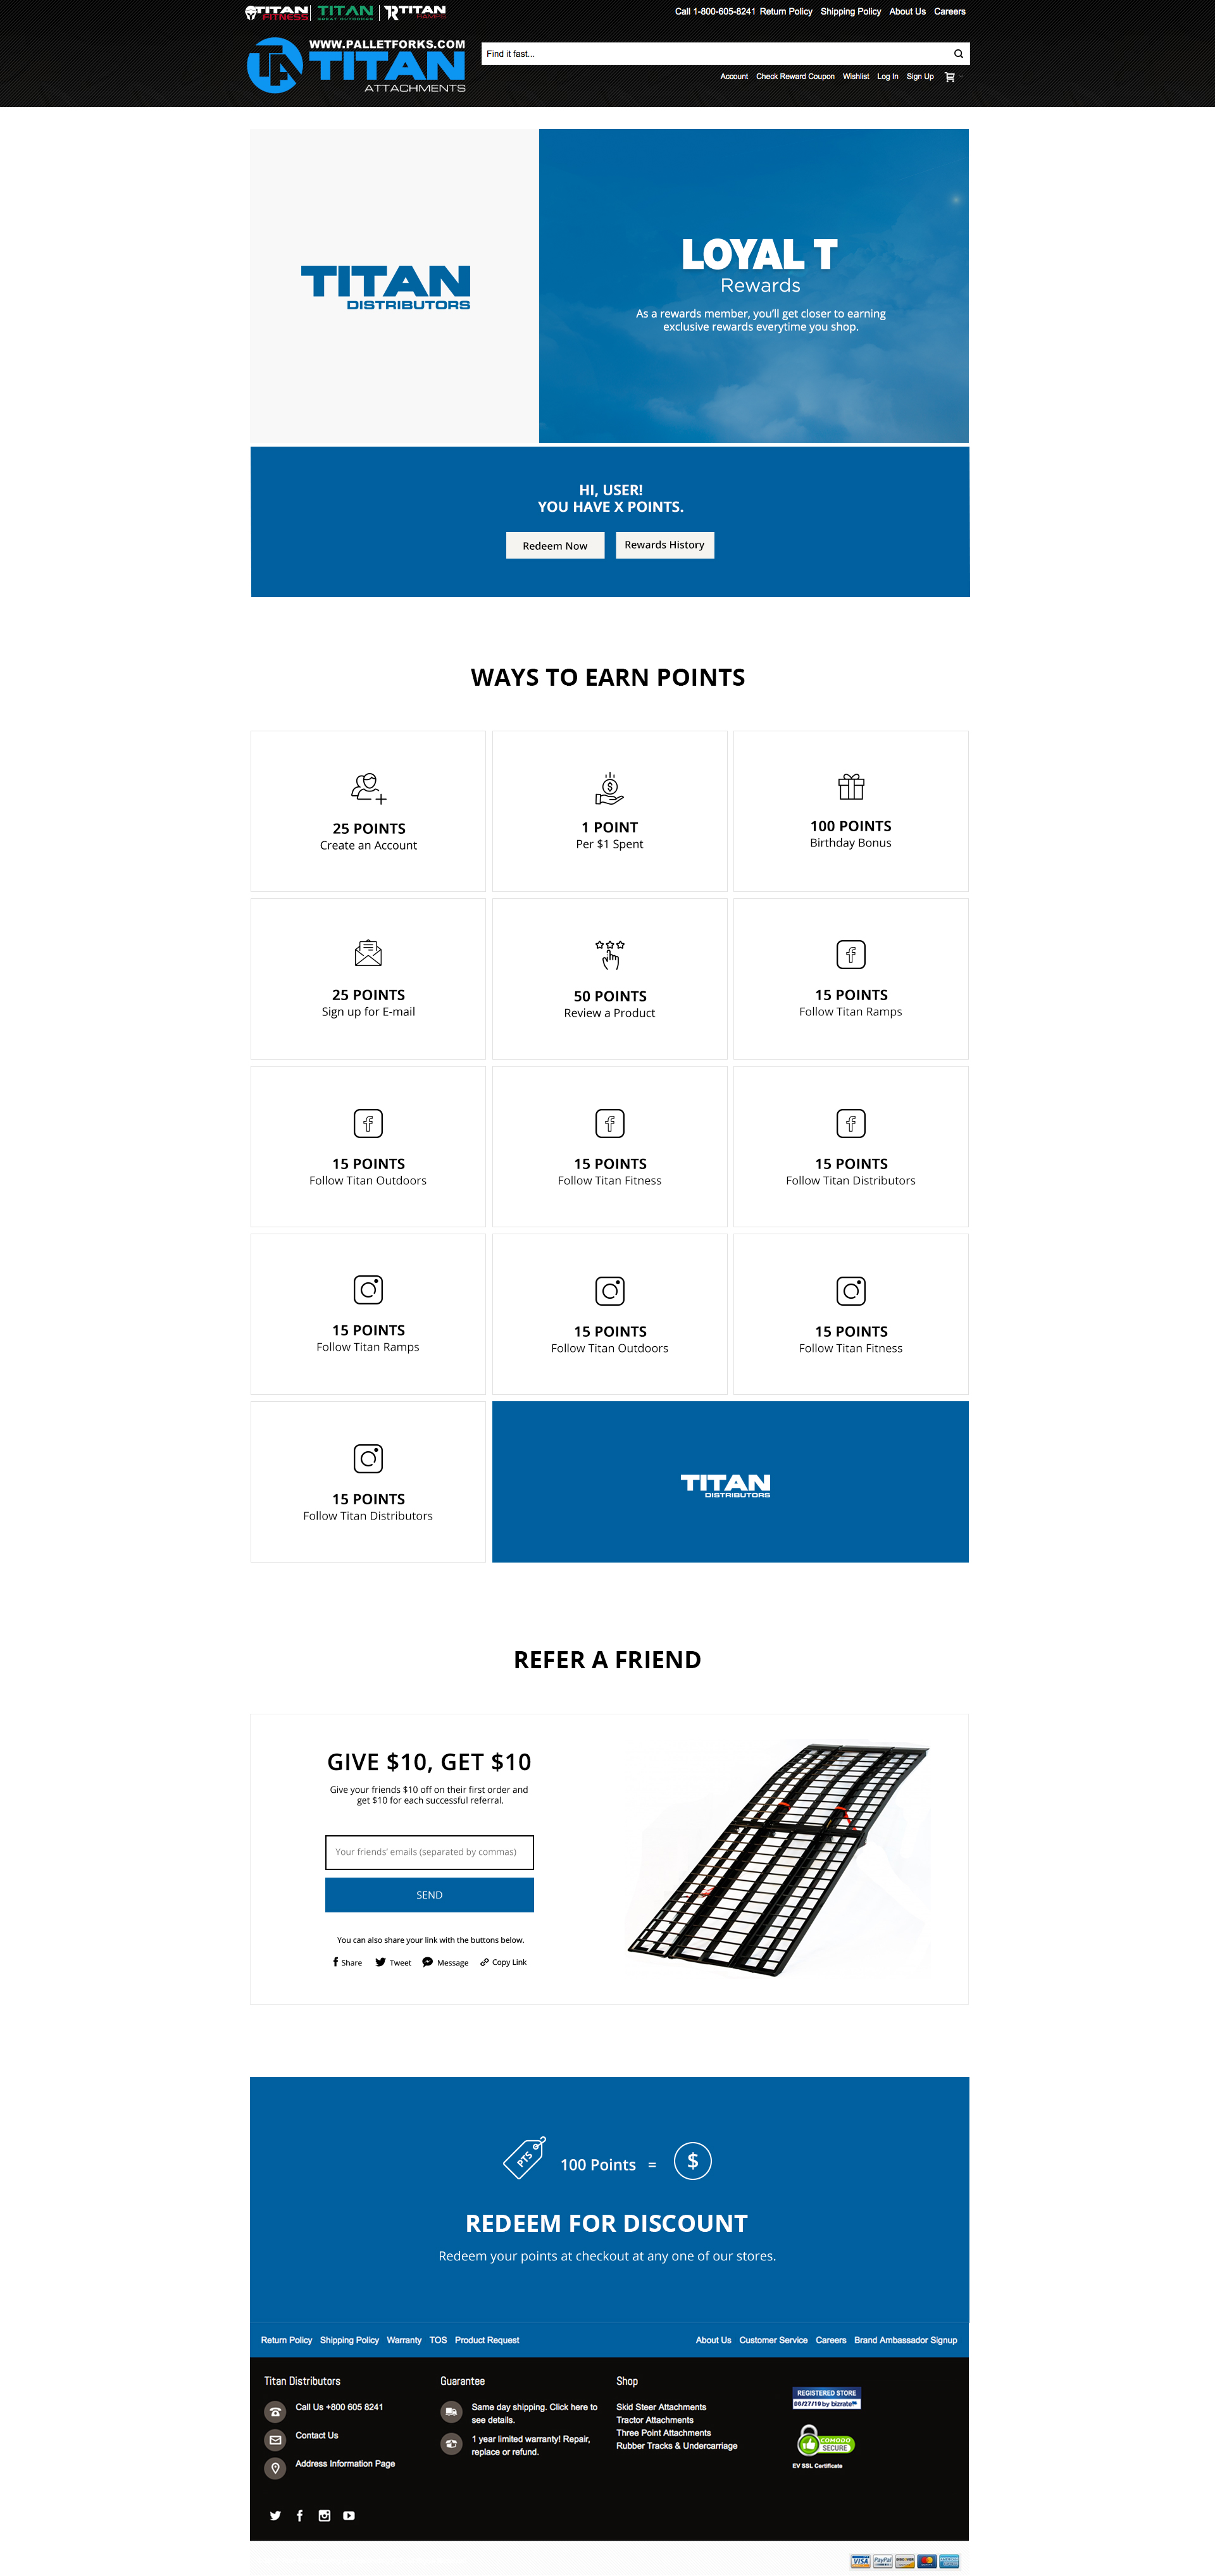 TITAN FITNESS
TITAN GREAT OUTDOORS
TITAN RAMPS
Call 1-800-605-8241 Return Policy Shipping Policy About Us Careers
WWW.PALLETFORKS.COM
TITAN
ATTACHMENTS
Find it fast...
Account Check Reward Coupon Wishlist Log In Sign Up
TITAN
DISTRIBUTORS
LOYAL T
Rewards
As a rewards member, you'll get closer to earning
exclusive rewards everytime you shop.
HI, USER!
YOU HAVE X POINTS.
Redeem Now
Rewards History
WAYS TO EARN POINTS
25 POINTS
Create an Account
1 POINT
Per $1 Spent
100 POINTS
Birthday Bonus
25 POINTS
Sign up for E-mail
50 POINTS
Review a Product
15 POINTS
Follow Titan Ramps
15 POINTS
Follow Titan Outdoors
15 POINTS
Follow Titan Fitness
15 POINTS
Follow Titan Distributors
15 POINTS
Follow Titan Ramps
15 POINTS
Follow Titan Outdoors
15 POINTS
Follow Titan Fitness
15 POINTS
Follow Titan Distributors
TITAN
DISTRIBUTORS
REFER A FRIEND
GIVE $10, GET $10
Give your friends $10 off on their first order and
get $10 for each successful referral.
Your friends' emails (separated by commas)
SEND
You can also share your link with the buttons below.
Share Tweet Message Copy Link
PTS 100 Points = $
REDEEM FOR DISCOUNT
Redeem your points at checkout at any one of our stores.
Return Policy Shipping Policy Warranty TOS Product Request
About Us Customer Service Careers Brand Ambassador Signup
Titan Distributors
Call Us +800 605 8241
Contact Us
Address Information Page
Guarantee
Same day shipping. Click here to
see details.
1 year limited warranty! Repair,
replace or refund.
Shop
Skid Steer Attachments
Tractor Attachments
Three Point Attachments
Rubber Tracks & Undercarriage
REGISTERED STORE
06/27/19 by bizrate
COMODO
SECURE
EV SSL Certificate
VISA PayPal